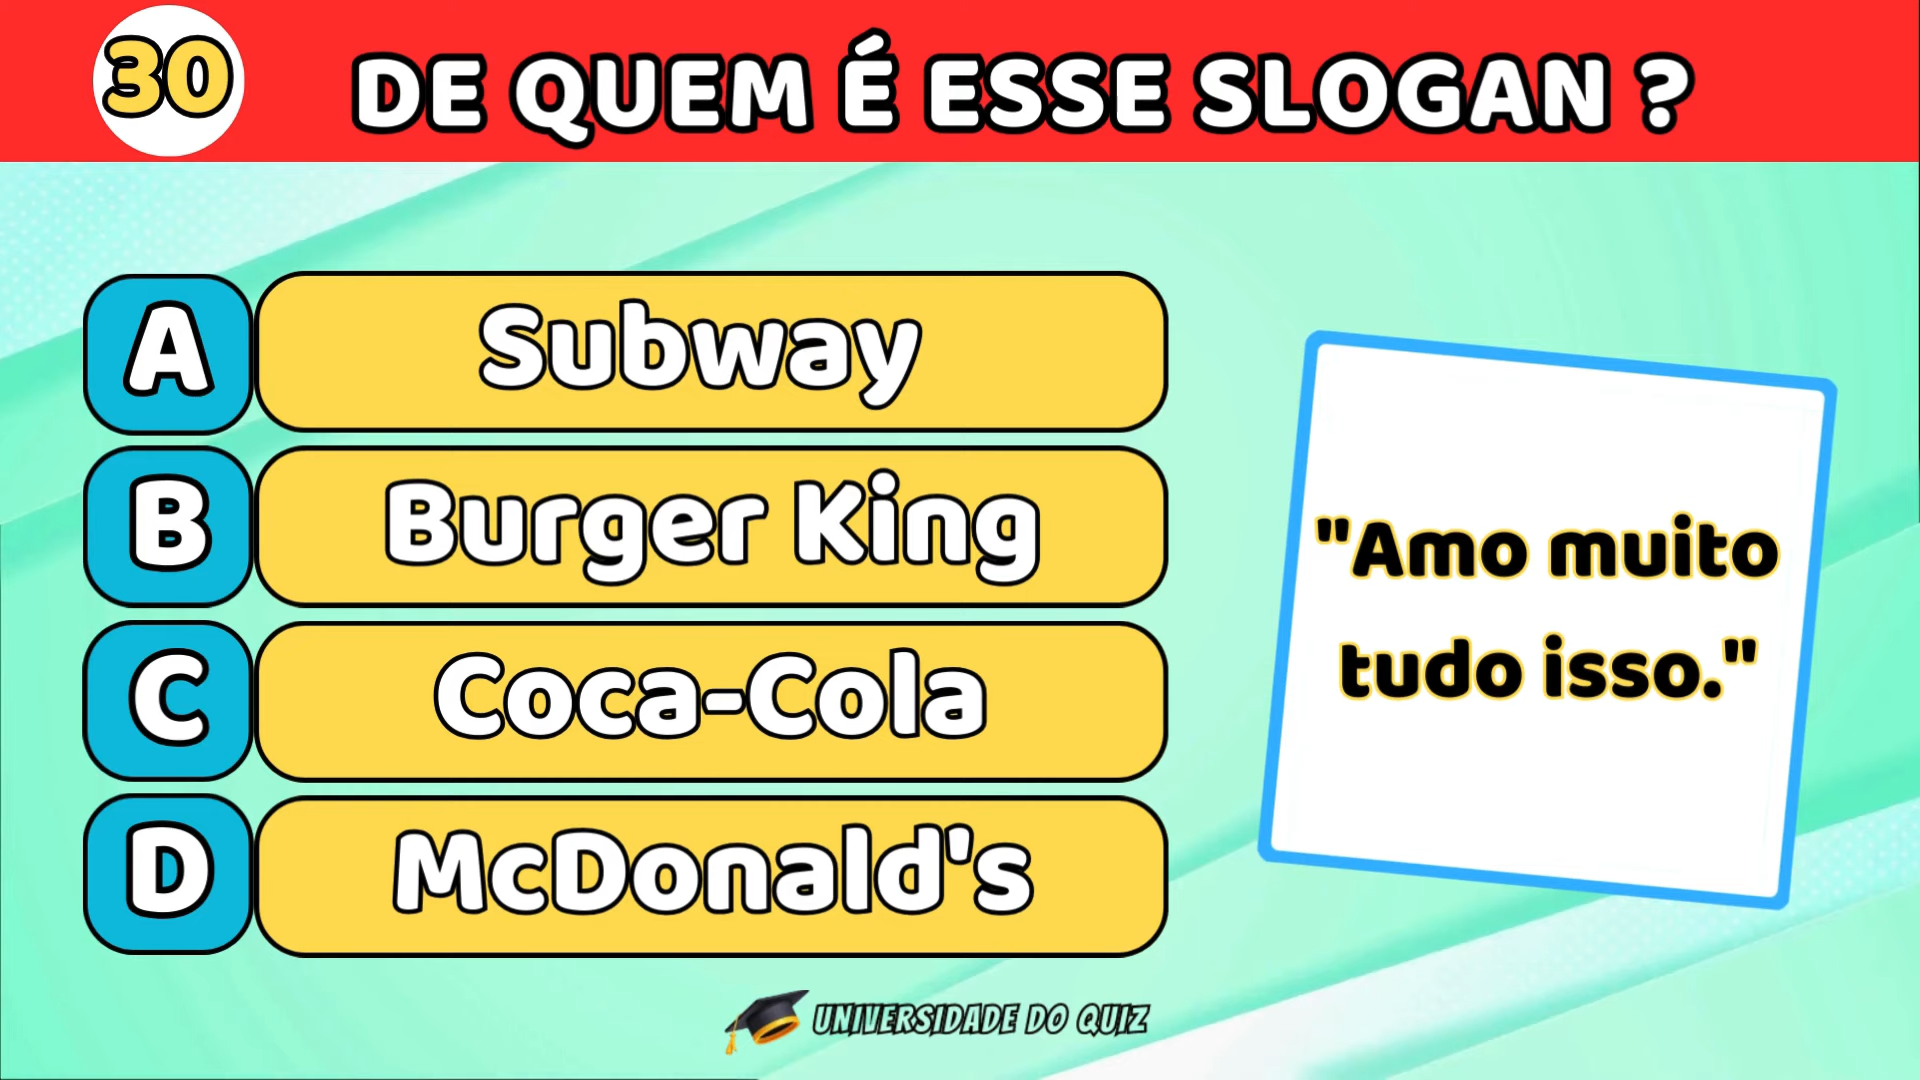 30
DE QUEM É ESSE SLOGAN ?
A
Subway
B
Burger King
C
Coca-Cola
D
McDonald's
"Amo muito
tudo isso."
UNIVERSIDADE DO QUIZ